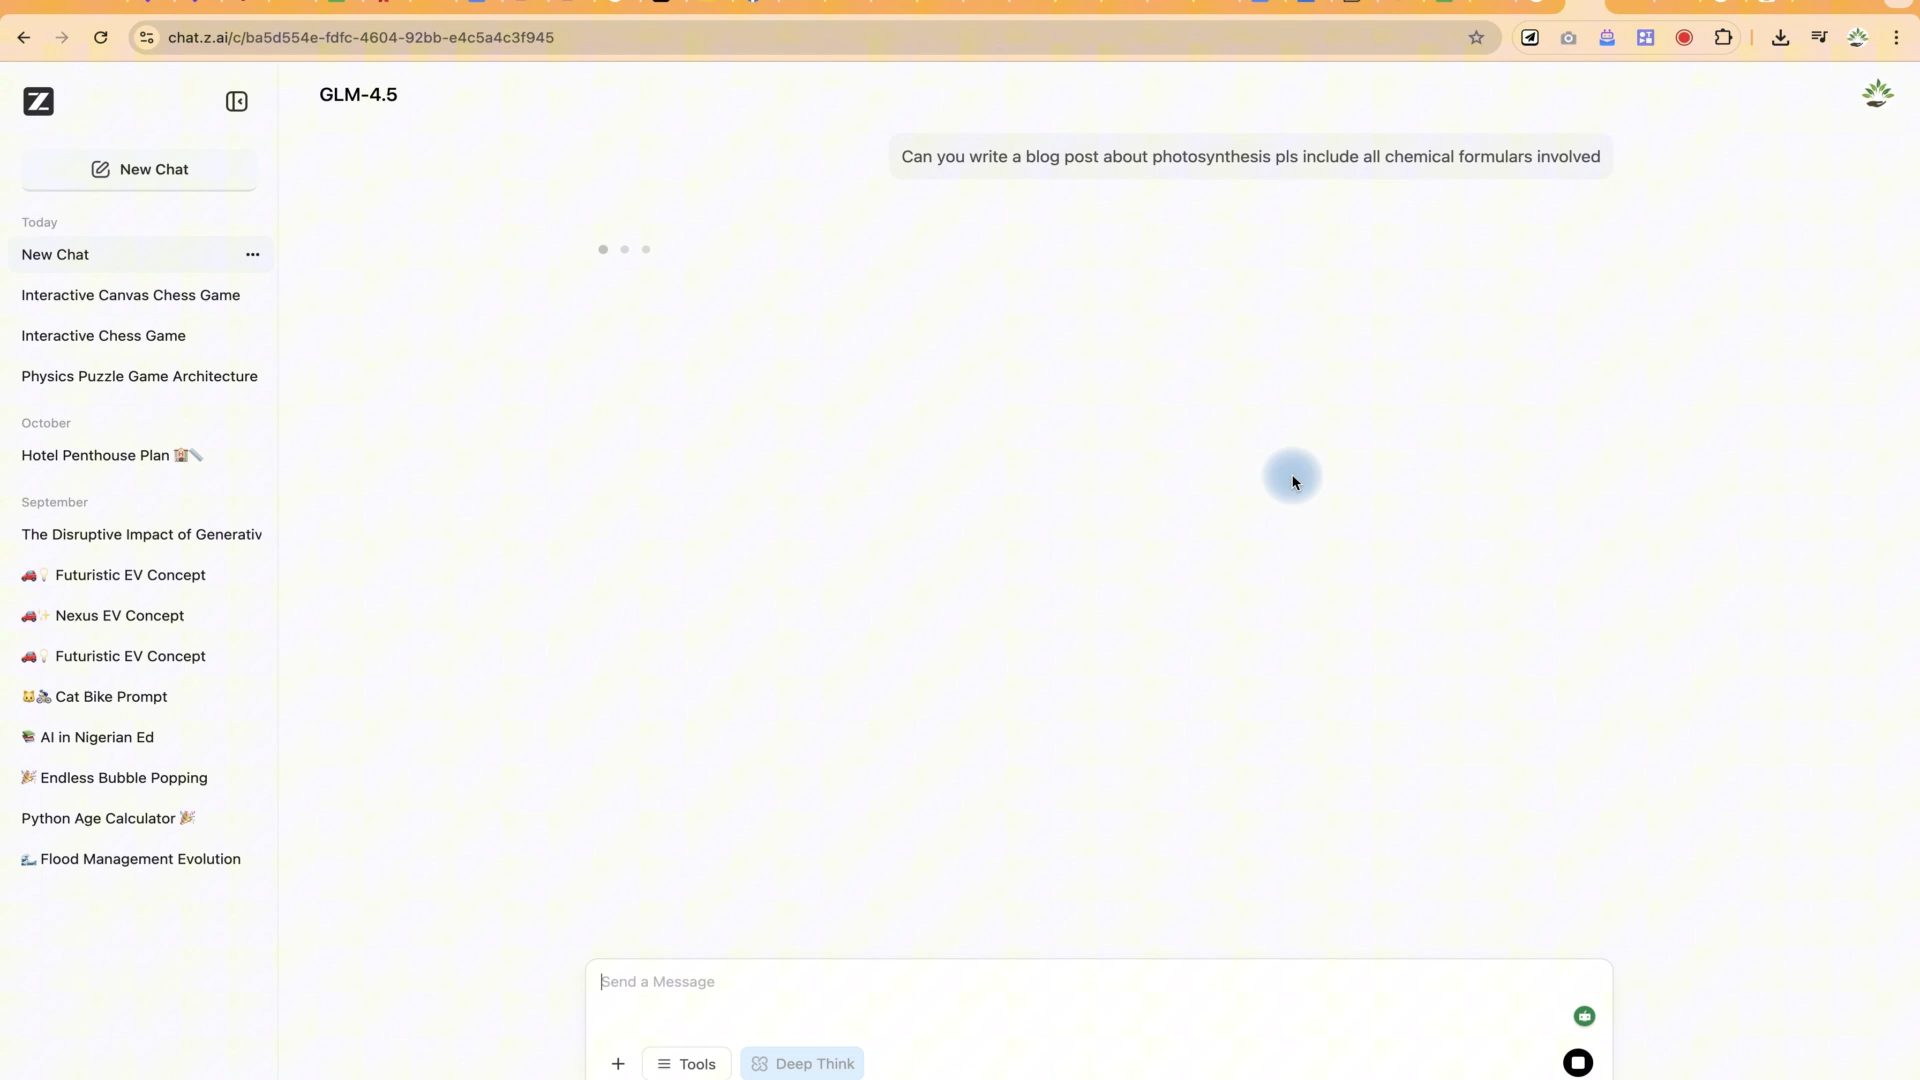 chat.z.ai/c/ba5d554e-fdfc-4604-92bb-e4c5a4c3f945
Z
GLM-4.5
New Chat
Can you write a blog post about photosynthesis pls include all chemical formulars involved
Today
New Chat
Interactive Canvas Chess Game
Interactive Chess Game
Physics Puzzle Game Architecture
October
Hotel Penthouse Plan
September
The Disruptive Impact of Generativ
Futuristic EV Concept
Nexus EV Concept
Futuristic EV Concept
Cat Bike Prompt
AI in Nigerian Ed
Endless Bubble Popping
Python Age Calculator
Flood Management Evolution
Send a Message
Tools
Deep Think